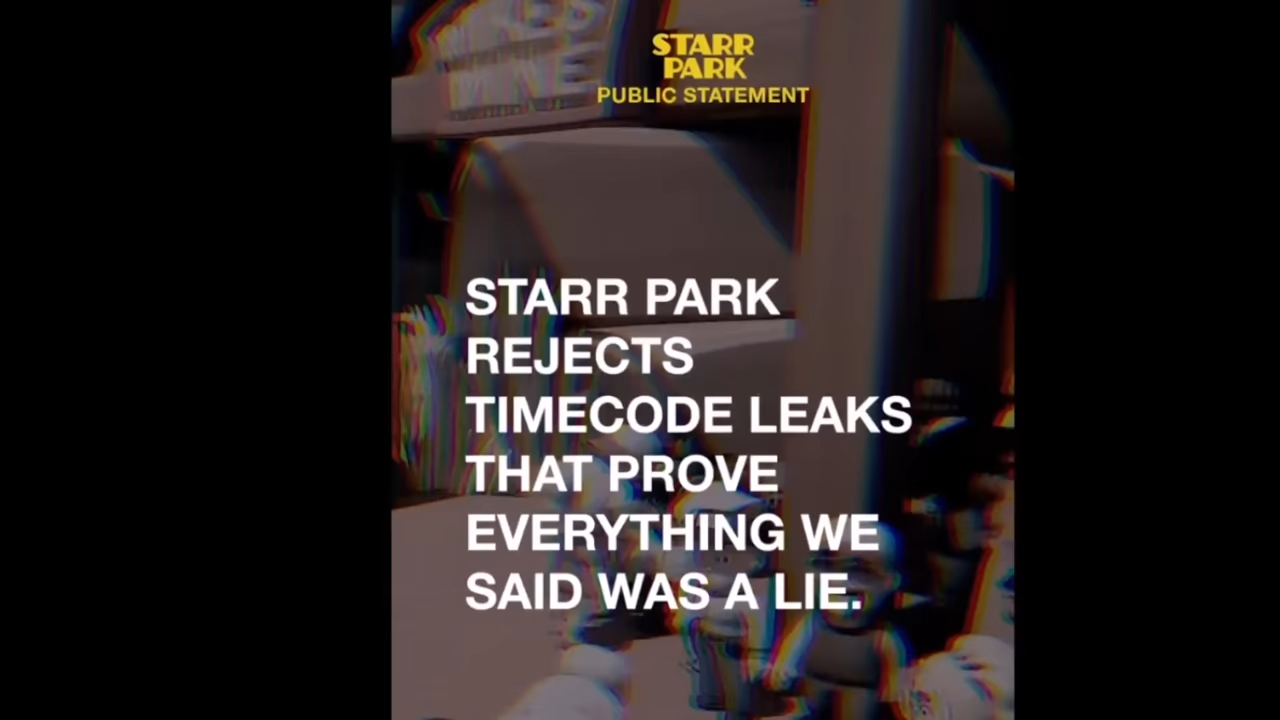 STARR
PARK
PUBLIC STATEMENT
STARR PARK
REJECTS
TIMECODE LEAKS
THAT PROVE
EVERYTHING WE
SAID WAS A LIE.